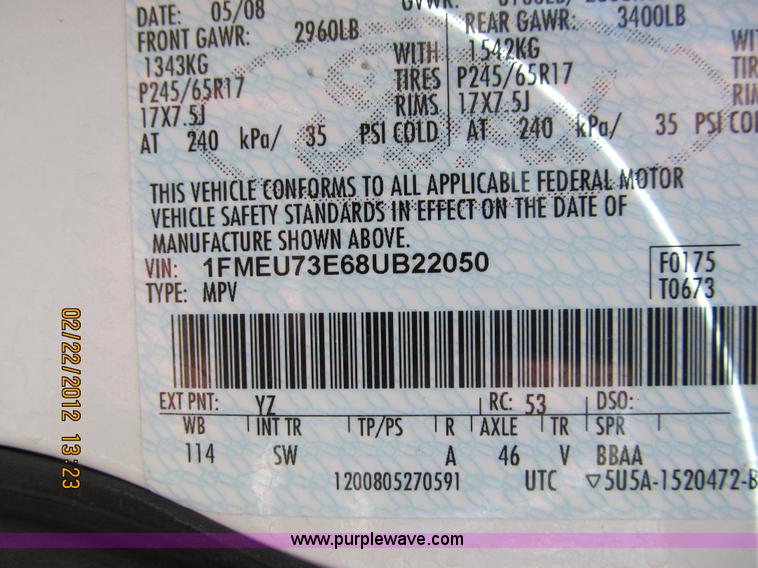 DATE: 05/08
FRONT GAWR: 2960LB
REAR GAWR: 3400LB
1343KG WITH 1542KG
P245/65R17 TIRES P245/65R17
17X7.5J RIMS 17X7.5J
AT 240 kPa/ 35 PSI COLD AT 240 kPa/ 35 PSI COL
THIS VEHICLE CONFORMS TO ALL APPLICABLE FEDERAL MOTOR
VEHICLE SAFETY STANDARDS IN EFFECT ON THE DATE OF
MANUFACTURE SHOWN ABOVE.
VIN: 1FMEU73E68UB22050 F0175
TYPE: MPV T0673
EXT PNT: YZ RC: 53 DSO:
WB INT TR TP/PS R AXLE TR SPR
114 SW A 46 V BBAA
1200805270591 UTC ▽5U5A-1520472-B
02/22/2012 13:23
www.purplewave.com